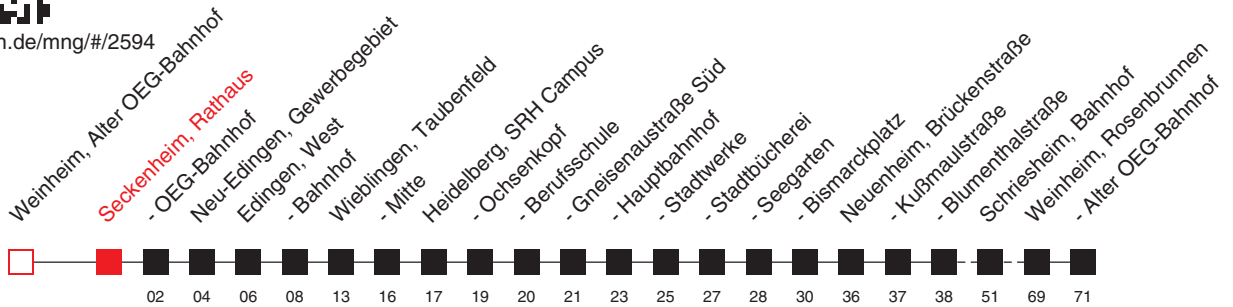 n.de/mng/#/2594
Weinheim, Alter OEG-Bahnhof
Seckenheim, Rathaus
- OEG-Bahnhof
Neu-Edingen, Gewerbegebiet
Edingen, West
- Bahnhof
Wieblingen, Taubenfeld
- Mitte
Heidelberg, SRH Campus
- Ochsenkopf
- Berufsschule
- Gneisenaustraße Süd
- Hauptbahnhof
- Stadtwerke
- Stadtbücherei
- Seegarten
- Bismarckplatz
Neuenheim, Brückenstraße
- Kußmaulstraße
- Blumenthalstraße
Schriesheim, Bahnhof
Weinheim, Rosenbrunnen
- Alter OEG-Bahnhof
02 04 06 08 13 16 17 19 20 21 23 25 27 28 30 36 37 38 51 69 71